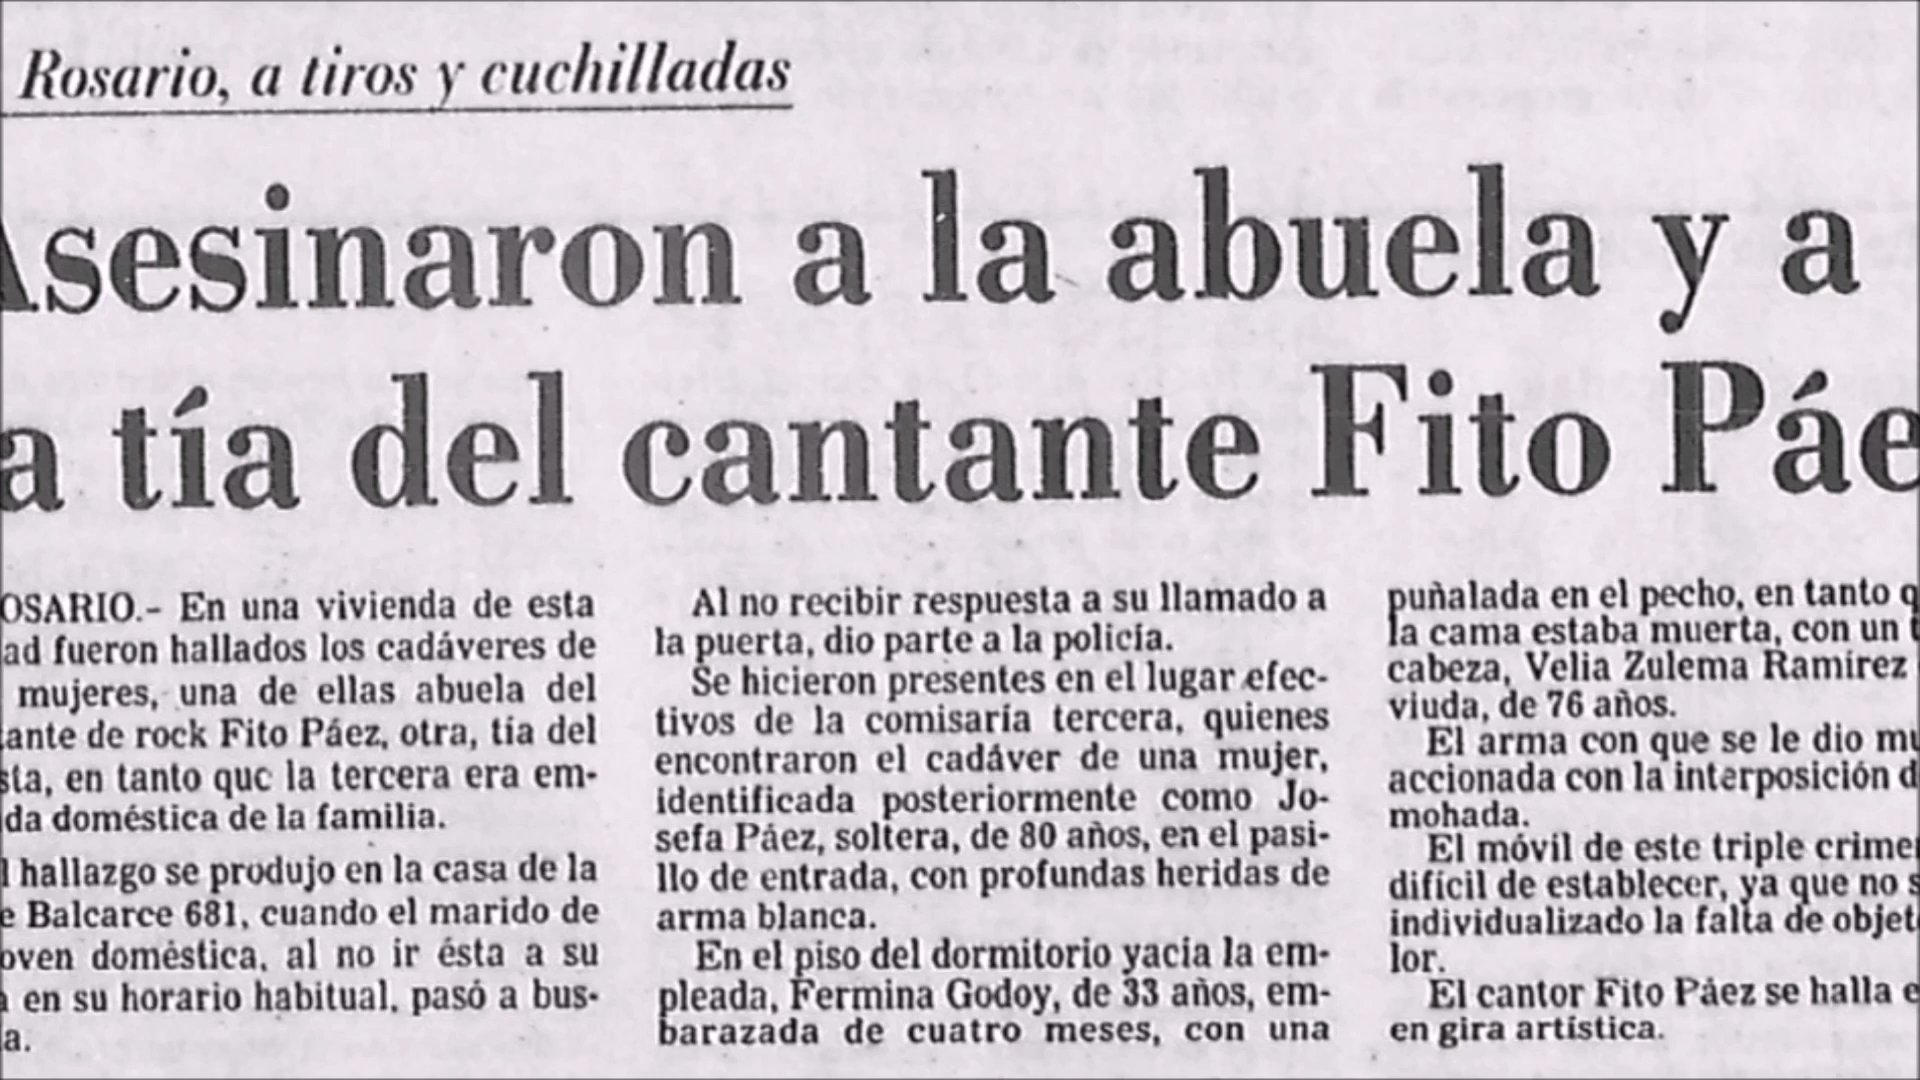 Rosario, a tiros y cuchilladas
Asesinaron a la abuela y a
a tía del cantante Fito Páe
OSARIO.- En una vivienda de esta
ad fueron hallados los cadáveres de
mujeres, una de ellas abuela del
tante de rock Fito Páez, otra, tía del
sta, en tanto que la tercera era em-
da doméstica de la familia.
l hallazgo se produjo en la casa de la
e Balcarce 681, cuando el marido de
oven doméstica, al no ir ésta a su
en su horario habitual, pasó a bus-
a.
Al no recibir respuesta a su llamado a
la puerta, dio parte a la policía.
Se hicieron presentes en el lugar efec-
tivos de la comisaría tercera, quienes
encontraron el cadáver de una mujer,
identificada posteriormente como Jo-
sefa Páez, soltera, de 80 años, en el pasi-
llo de entrada, con profundas heridas de
arma blanca.
En el piso del dormitorio yacía la em-
pleada, Fermina Godoy, de 33 años, em-
barazada de cuatro meses, con una
puñalada en el pecho, en tanto q
la cama estaba muerta, con un t
cabeza, Velia Zulema Ramírez
viuda, de 76 años.
El arma con que se le dio mu
accionada con la interposición d
mohada.
El móvil de este triple crime
difícil de establecer, ya que no s
individualizado la falta de objet
lor.
El cantor Fito Páez se halla e
en gira artística.